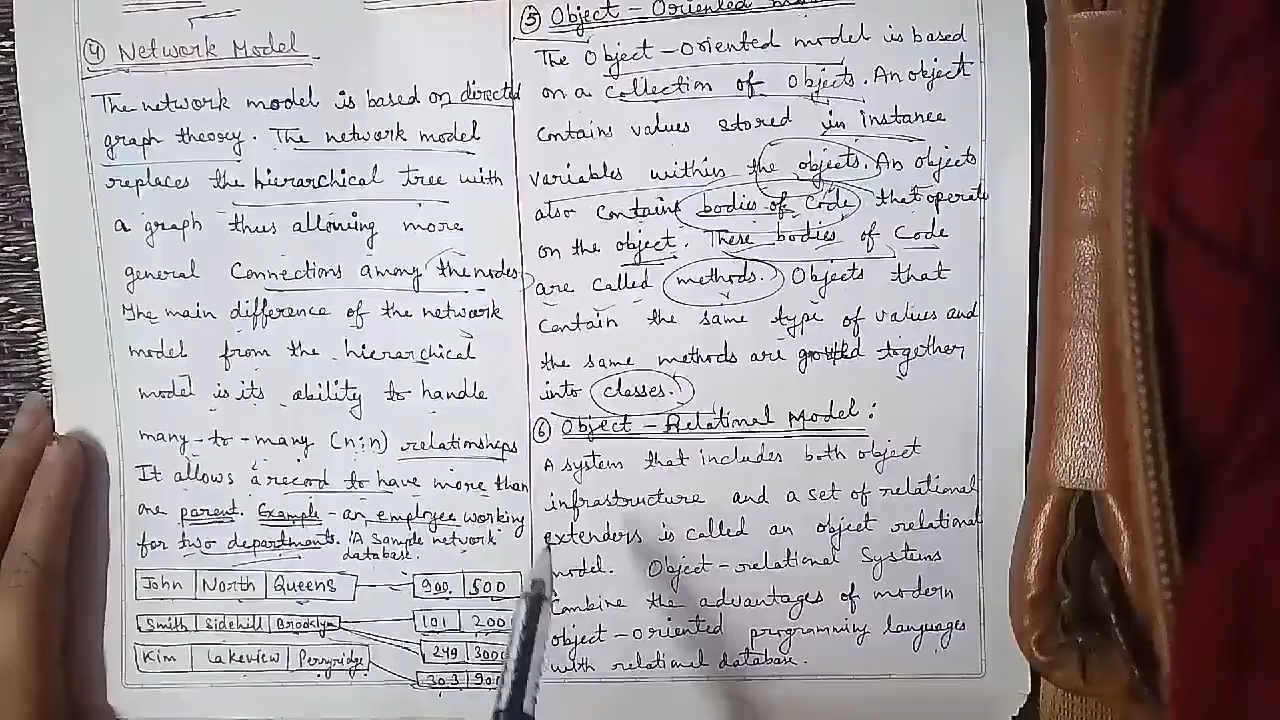 ④ Network Model
The network model is based on directed
graph theory. The network model
replaces the hierarchical tree with
a graph thus allowing more
general connections among the nodes.
The main difference of the network
model from the hierarchical
model is its ability to handle
many-to-many (n:n) relationships
It allows a record to have more than
one parent. Example - an employee working
for two departments. A sample network
database.
John North Queens 900 500
Smith Sidehill Brooklyn 101 200
249 3000
Kim Lakeview Perryridge
303 900
⑤ Object-Oriented
The Object-Oriented model is based
on a collection of Objects. An object
contains values stored in instance
variables within the objects. An objects
also contains bodies of code that operate
on the object. These bodies of Code
are called methods. Objects that
contain the same type of values and
the same methods are grouped together
into classes.
⑥ Object-Relational Model:
A system that includes both object
infrastructure and a set of relational
extenders is called an object relational
model. Object-relational Systems
Combine the advantages of modern
object-oriented programming languages
with relational database.